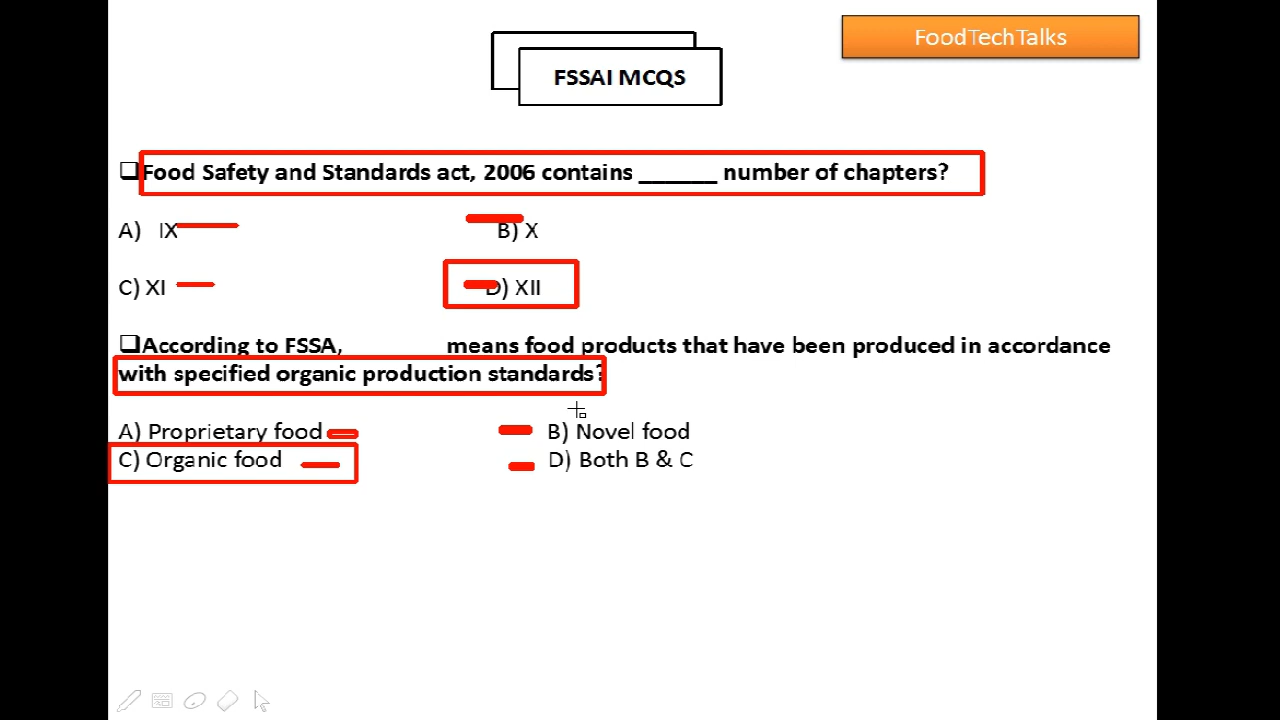 FoodTechTalks
FSSAI MCQS
Food Safety and Standards act, 2006 contains ______ number of chapters?
A) IX
B) X
C) XI
D) XII
According to FSSA, means food products that have been produced in accordance
with specified organic production standards?
A) Proprietary food
B) Novel food
C) Organic food
D) Both B & C